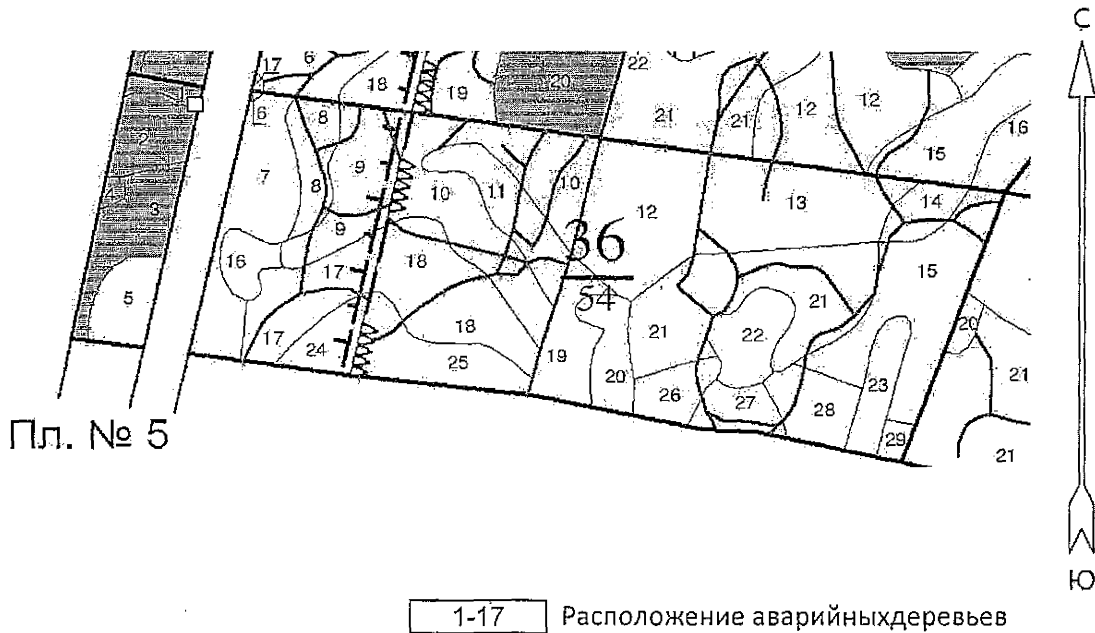 С
17 6 18 19 20 22 21 21 12 12 16
1 6 8 15
2 7 9 10 11 10 12 13 14
3 8 9 36
16 17 18 54 15
5 21 21 22 20
17 24 18 25 19 20 26 27 28 23 29 21
21
Пл. № 5
Ю
1-17 Расположение аварийныхдеревьев